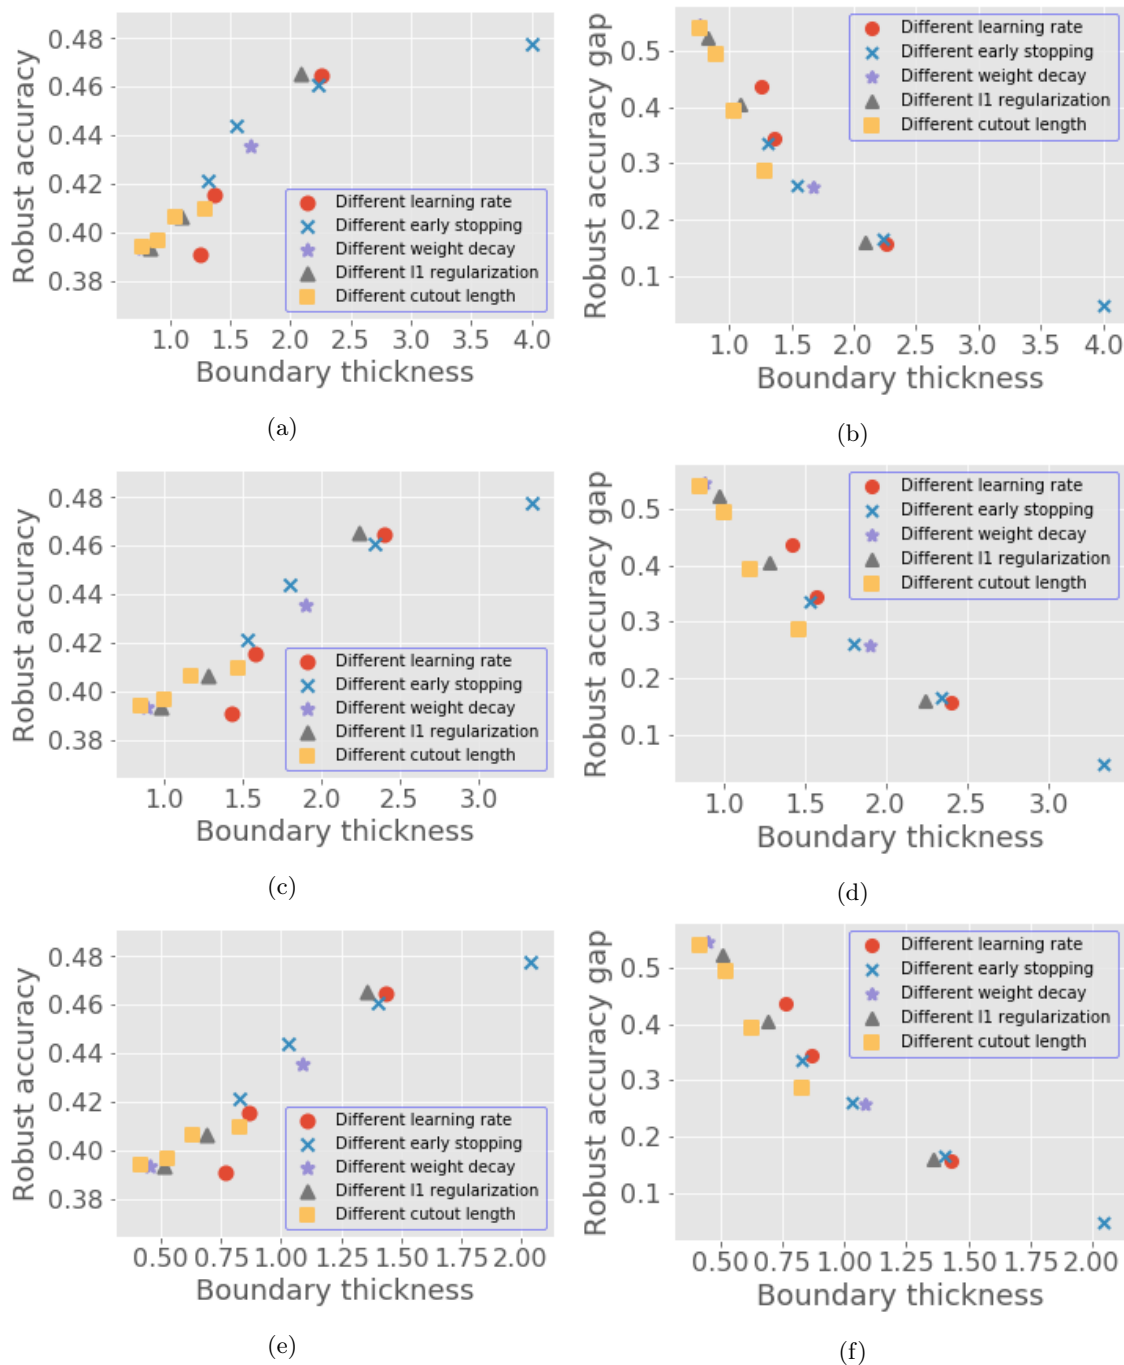 Robust accuracy
0.48
0.46
0.44
0.42
0.40
0.38
Different learning rate
Different early stopping
Different weight decay
Different l1 regularization
Different cutout length
1.0 1.5 2.0 2.5 3.0 3.5 4.0
Boundary thickness
(a)
Robust accuracy gap
0.5
0.4
0.3
0.2
0.1
Different learning rate
Different early stopping
Different weight decay
Different l1 regularization
Different cutout length
1.0 1.5 2.0 2.5 3.0 3.5 4.0
Boundary thickness
(b)
Robust accuracy
0.48
0.46
0.44
0.42
0.40
0.38
Different learning rate
Different early stopping
Different weight decay
Different l1 regularization
Different cutout length
1.0 1.5 2.0 2.5 3.0
Boundary thickness
(c)
Robust accuracy gap
0.5
0.4
0.3
0.2
0.1
Different learning rate
Different early stopping
Different weight decay
Different l1 regularization
Different cutout length
1.0 1.5 2.0 2.5 3.0
Boundary thickness
(d)
Robust accuracy
0.48
0.46
0.44
0.42
0.40
0.38
Different learning rate
Different early stopping
Different weight decay
Different l1 regularization
Different cutout length
0.50 0.75 1.00 1.25 1.50 1.75 2.00
Boundary thickness
(e)
Robust accuracy gap
0.5
0.4
0.3
0.2
0.1
Different learning rate
Different early stopping
Different weight decay
Different l1 regularization
Different cutout length
0.50 0.75 1.00 1.25 1.50 1.75 2.00
Boundary thickness
(f)